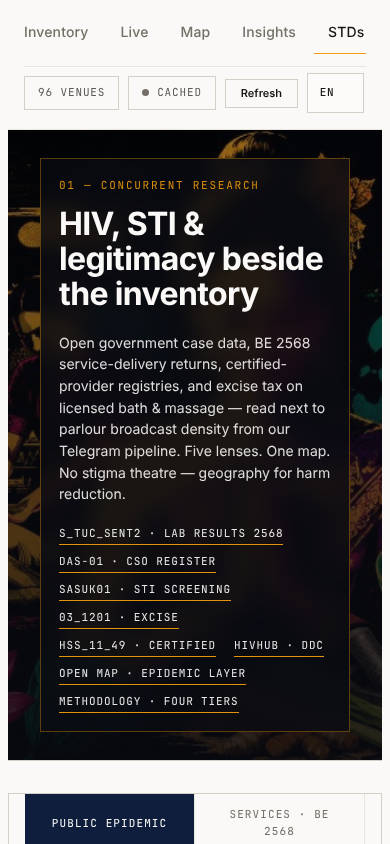 Inventory Live Map Insights STDs
96 VENUES CACHED Refresh EN
01 — CONCURRENT RESEARCH
HIV, STI &
legitimacy beside
the inventory
Open government case data, BE 2568
service-delivery returns, certified-
provider registries, and excise tax on
licensed bath & massage — read next to
parlour broadcast density from our
Telegram pipeline. Five lenses. One map.
No stigma theatre — geography for harm
reduction.
S_TUC_SENT2 · LAB RESULTS 2568
DAS-01 · CSO REGISTER
SASUK01 · STI SCREENING
03_1201 · EXCISE
HSS_11_49 · CERTIFIED HIVHUB · DDC
OPEN MAP · EPIDEMIC LAYER
METHODOLOGY · FOUR TIERS
PUBLIC EPIDEMIC
SERVICES · BE
2568